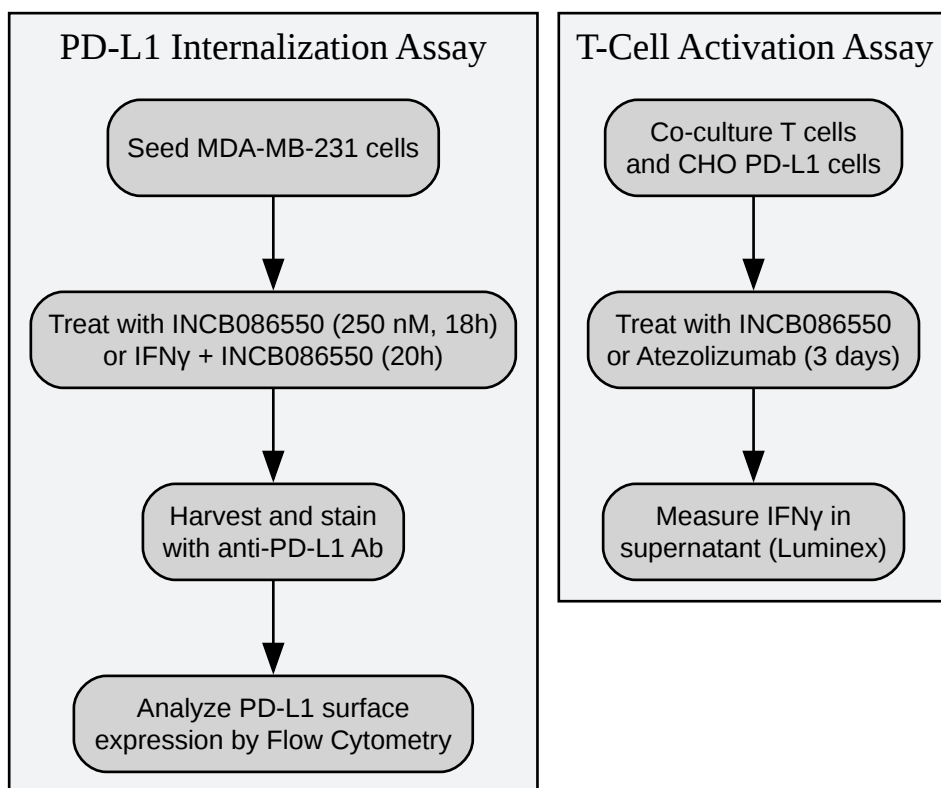 PD-L1 Internalization Assay
Seed MDA-MB-231 cells
Treat with INCB086550 (250 nM, 18h)
or IFNγ + INCB086550 (20h)
Harvest and stain
with anti-PD-L1 Ab
Analyze PD-L1 surface
expression by Flow Cytometry
T-Cell Activation Assay
Co-culture T cells
and CHO PD-L1 cells
Treat with INCB086550
or Atezolizumab (3 days)
Measure IFNγ in
supernatant (Luminex)